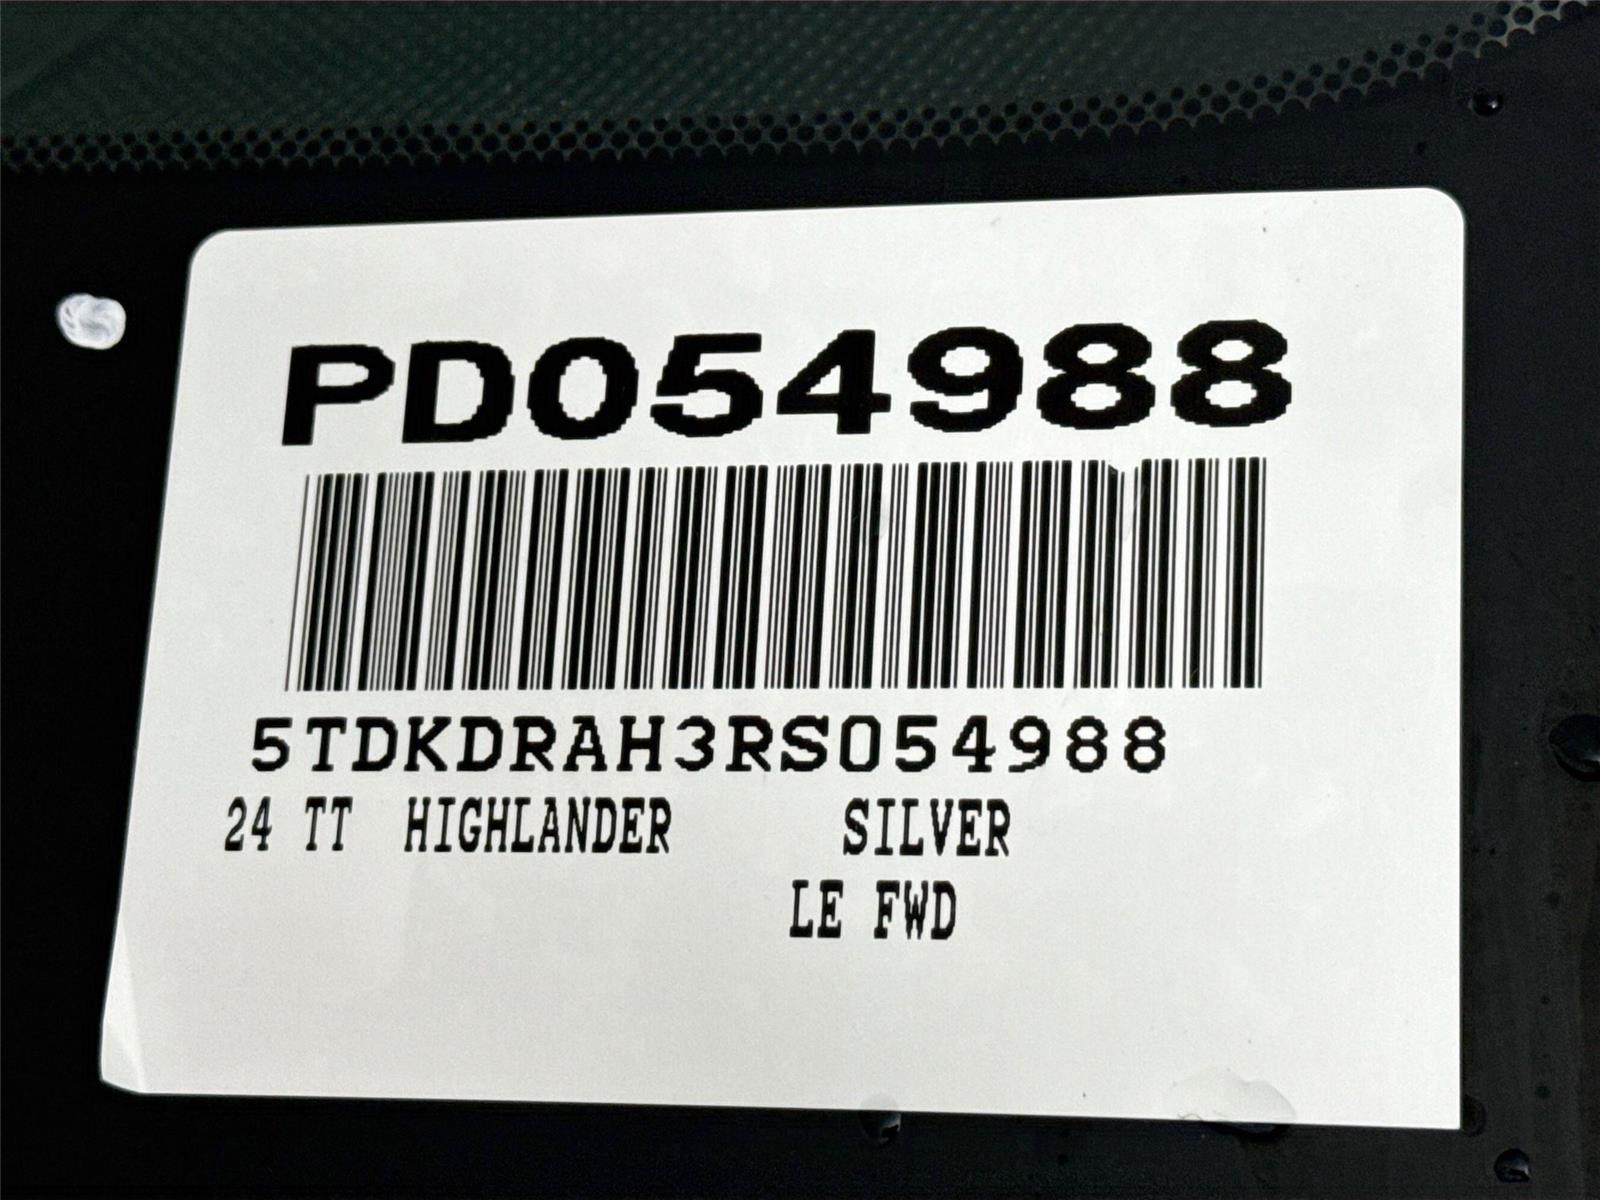 PD054988
5TDKDRAH3RS054988
24 TT HIGHLANDER SILVER
LE FWD